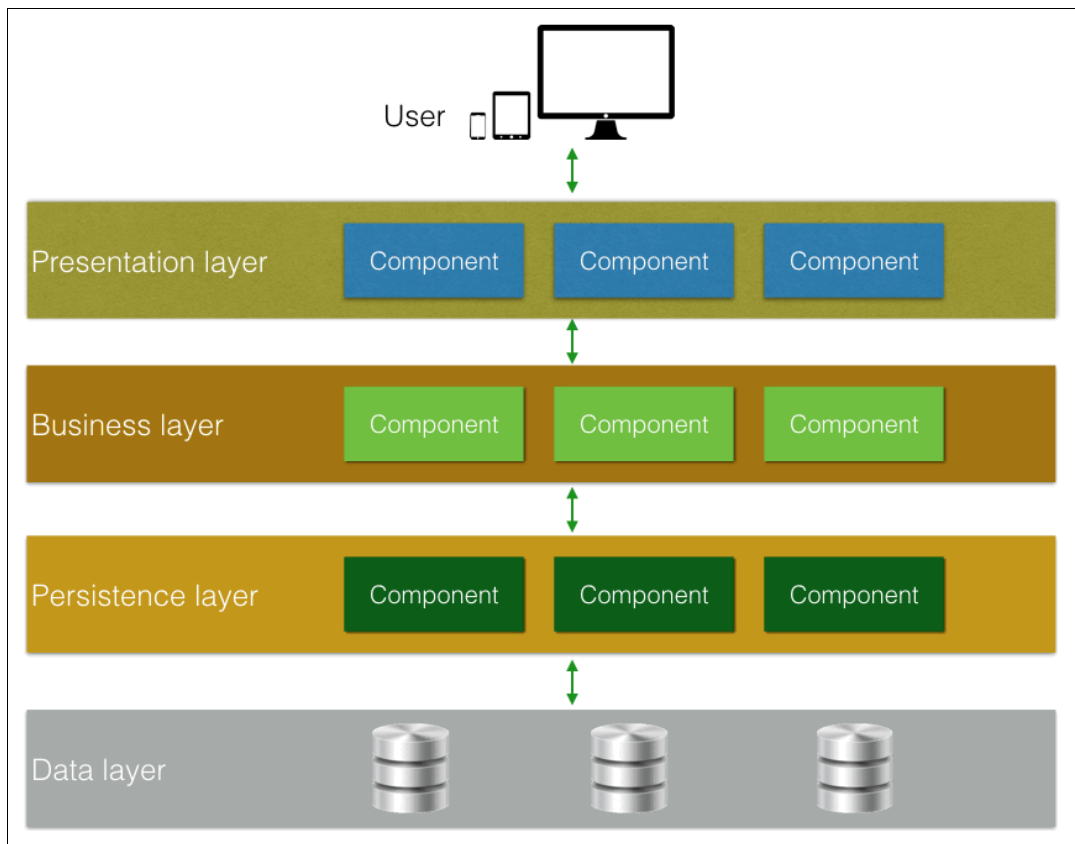 User
Presentation layer
Component
Component
Component
Business layer
Component
Component
Component
Persistence layer
Component
Component
Component
Data layer